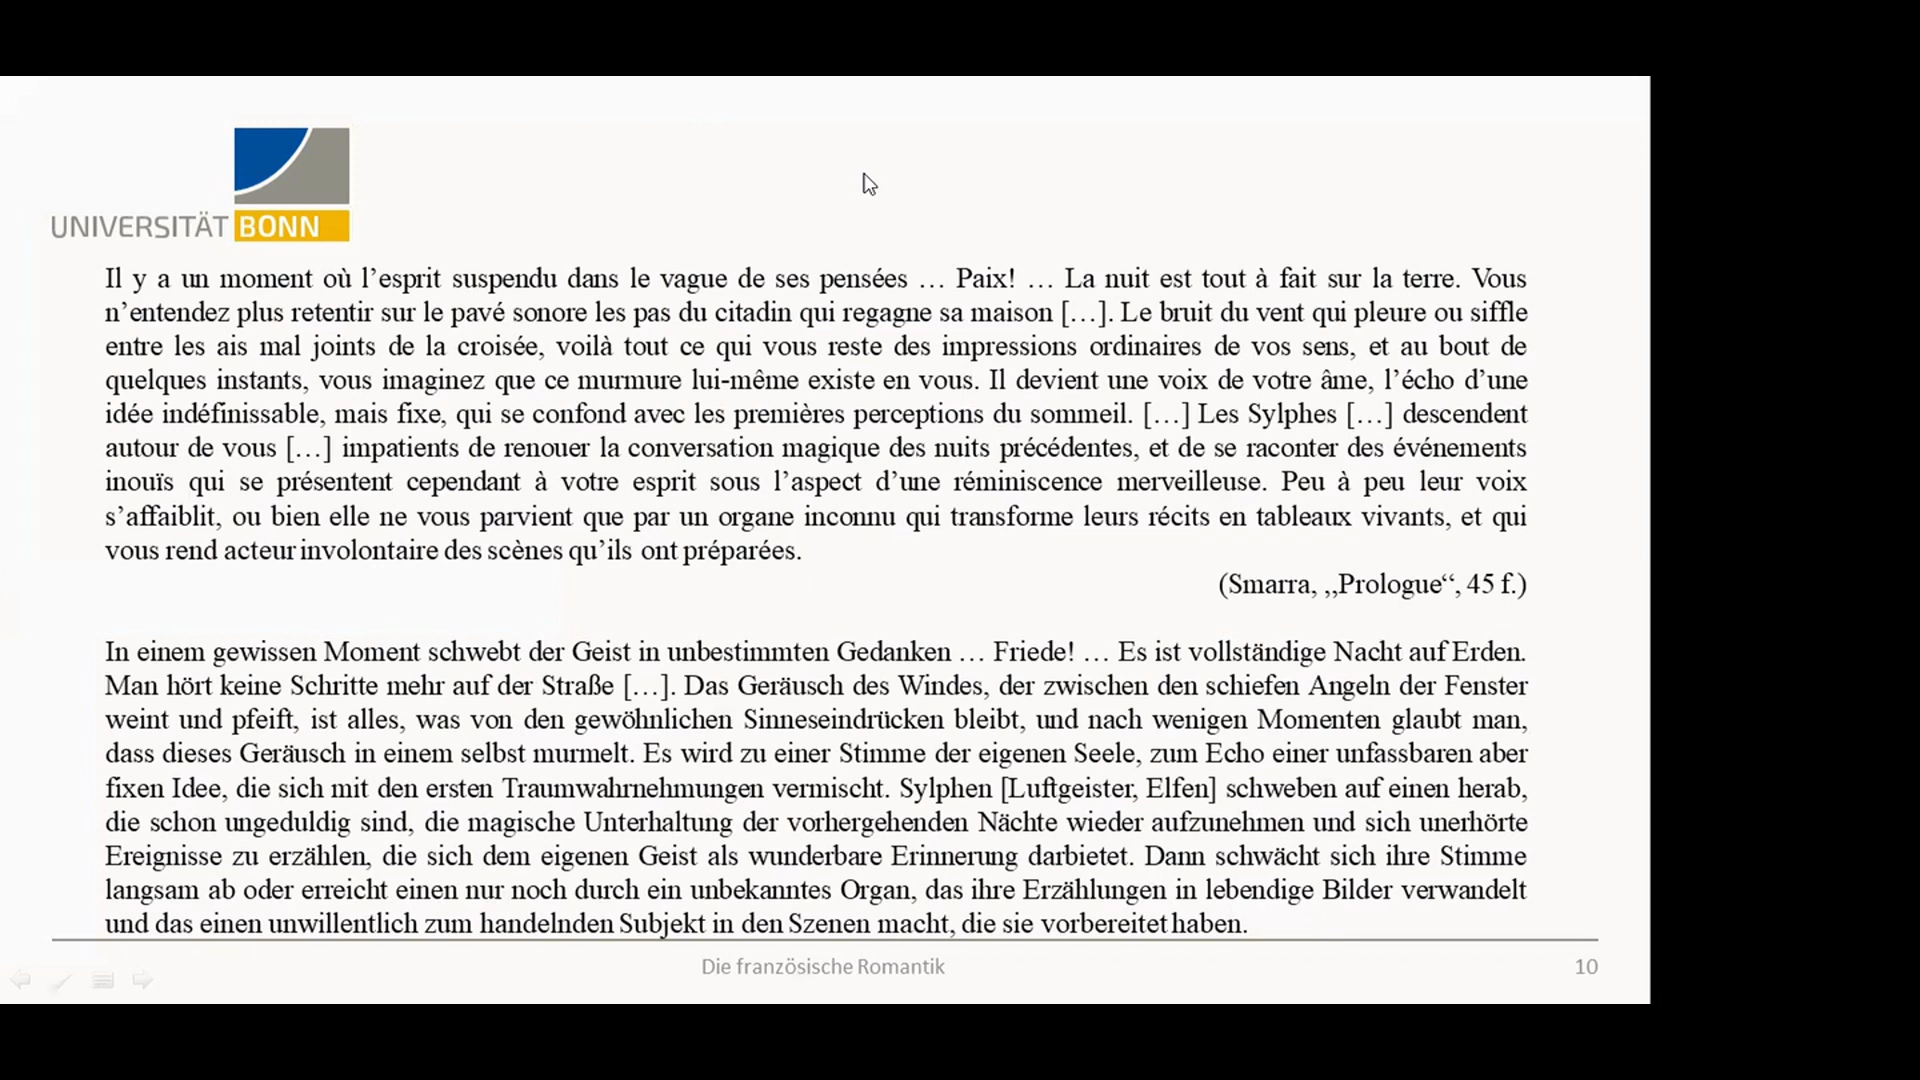 UNIVERSITÄT BONN
Il y a un moment où l’esprit suspendu dans le vague de ses pensées … Paix! … La nuit est tout à fait sur la terre. Vous
n’entendez plus retentir sur le pavé sonore les pas du citadin qui regagne sa maison […]. Le bruit du vent qui pleure ou siffle
entre les ais mal joints de la croisée, voilà tout ce qui vous reste des impressions ordinaires de vos sens, et au bout de
quelques instants, vous imaginez que ce murmure lui-même existe en vous. Il devient une voix de votre âme, l’écho d’une
idée indéfinissable, mais fixe, qui se confond avec les premières perceptions du sommeil. […] Les Sylphes […] descendent
autour de vous […] impatients de renouer la conversation magique des nuits précédentes, et de se raconter des événements
inouïs qui se présentent cependant à votre esprit sous l’aspect d’une réminiscence merveilleuse. Peu à peu leur voix
s’affaiblit, ou bien elle ne vous parvient que par un organe inconnu qui transforme leurs récits en tableaux vivants, et qui
vous rend acteur involontaire des scènes qu’ils ont préparées.
(Smarra, „Prologue“, 45 f.)
In einem gewissen Moment schwebt der Geist in unbestimmten Gedanken … Friede! … Es ist vollständige Nacht auf Erden.
Man hört keine Schritte mehr auf der Straße […]. Das Geräusch des Windes, der zwischen den schiefen Angeln der Fenster
weint und pfeift, ist alles, was von den gewöhnlichen Sinneseindrücken bleibt, und nach wenigen Momenten glaubt man,
dass dieses Geräusch in einem selbst murmelt. Es wird zu einer Stimme der eigenen Seele, zum Echo einer unfassbaren aber
fixen Idee, die sich mit den ersten Traumwahrnehmungen vermischt. Sylphen [Luftgeister, Elfen] schweben auf einen herab,
die schon ungeduldig sind, die magische Unterhaltung der vorhergehenden Nächte wieder aufzunehmen und sich unerhörte
Ereignisse zu erzählen, die sich dem eigenen Geist als wunderbare Erinnerung darbietet. Dann schwächt sich ihre Stimme
langsam ab oder erreicht einen nur noch durch ein unbekanntes Organ, das ihre Erzählungen in lebendige Bilder verwandelt
und das einen unwillentlich zum handelnden Subjekt in den Szenen macht, die sie vorbereitet haben.
Die französische Romantik
10